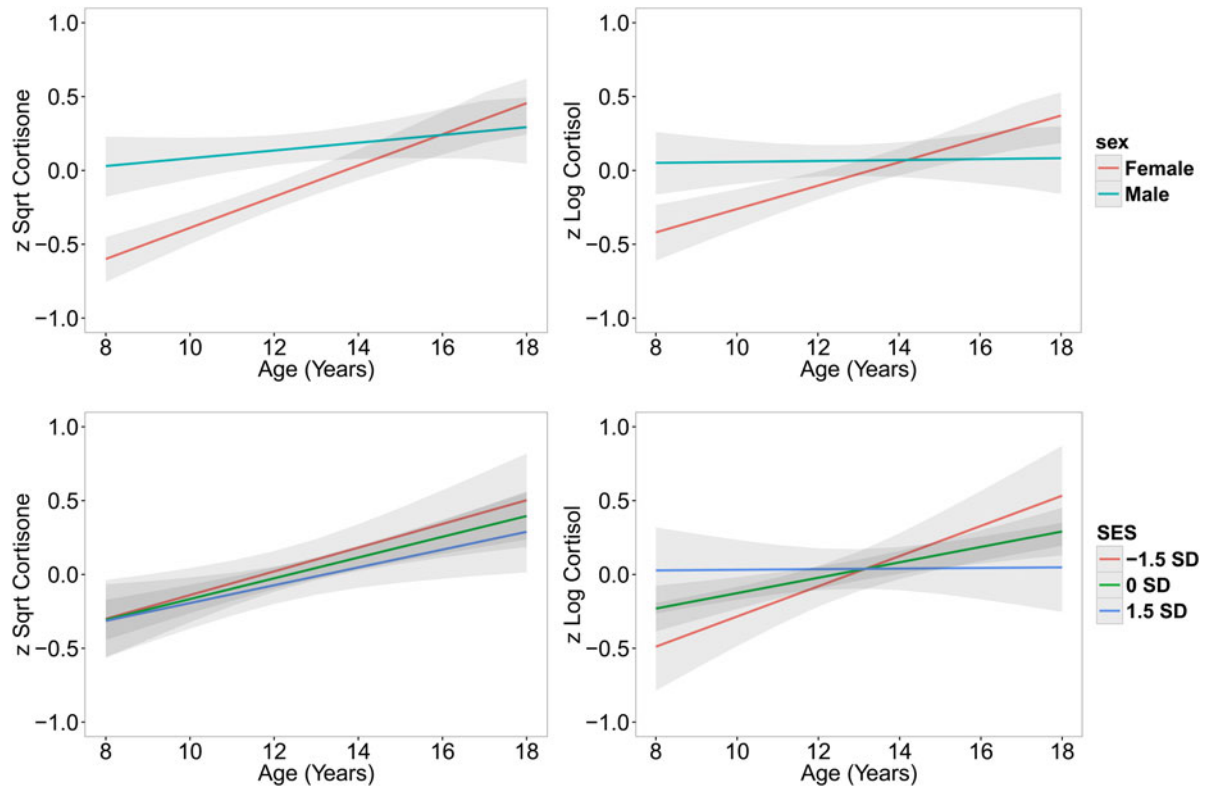 z Sqrt Cortisone
1.0
0.5
0.0
−0.5
−1.0
8 10 12 14 16 18
Age (Years)
z Log Cortisol
1.0
0.5
0.0
−0.5
−1.0
8 10 12 14 16 18
Age (Years)
sex
Female
Male
z Sqrt Cortisone
1.0
0.5
0.0
−0.5
−1.0
8 10 12 14 16 18
Age (Years)
z Log Cortisol
1.0
0.5
0.0
−0.5
−1.0
8 10 12 14 16 18
Age (Years)
SES
−1.5 SD
0 SD
1.5 SD